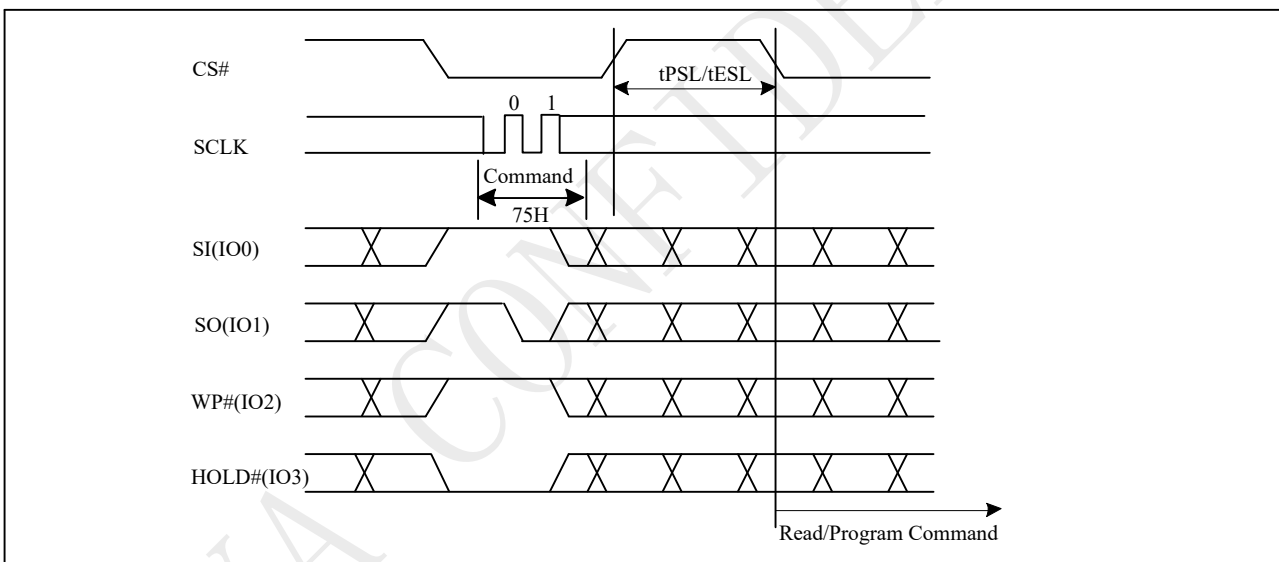 CS#
tPSL/tESL
0 1
SCLK
Command
75H
SI(IO0)
SO(IO1)
WP#(IO2)
HOLD#(IO3)
Read/Program Command